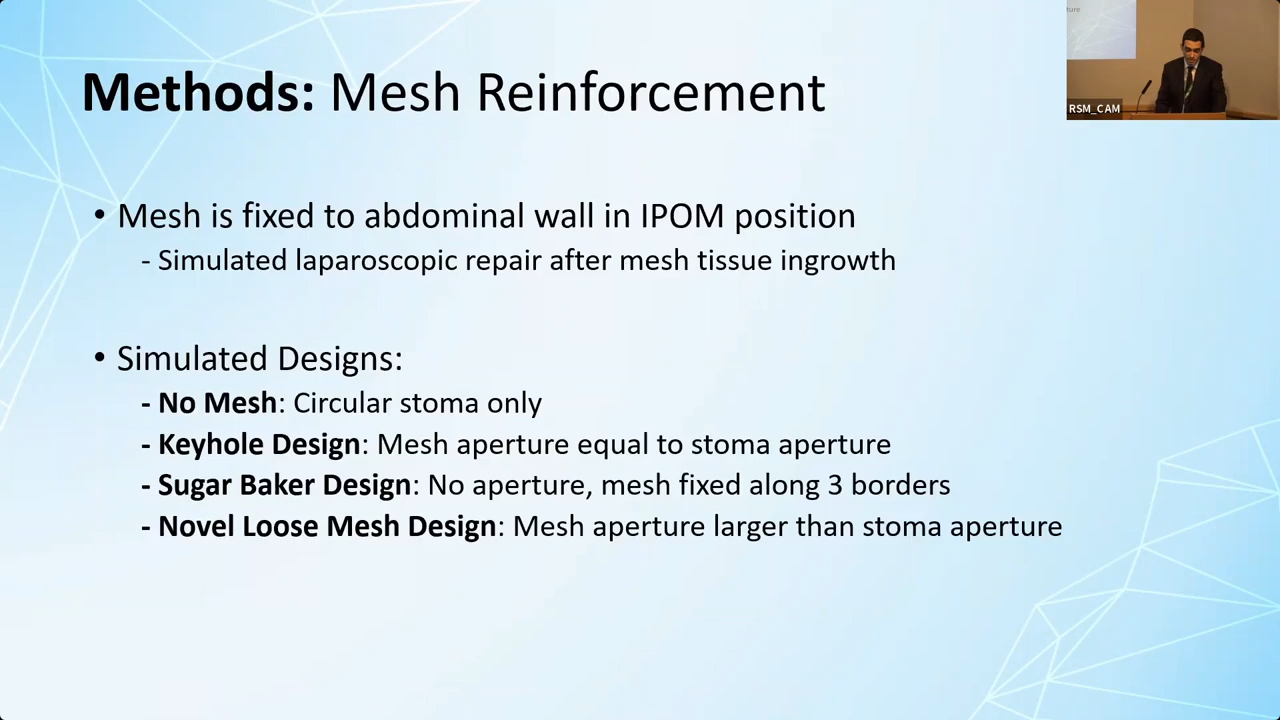 Methods: Mesh Reinforcement
• Mesh is fixed to abdominal wall in IPOM position
- Simulated laparoscopic repair after mesh tissue ingrowth
• Simulated Designs:
- No Mesh: Circular stoma only
- Keyhole Design: Mesh aperture equal to stoma aperture
- Sugar Baker Design: No aperture, mesh fixed along 3 borders
- Novel Loose Mesh Design: Mesh aperture larger than stoma aperture
RSM_CAM